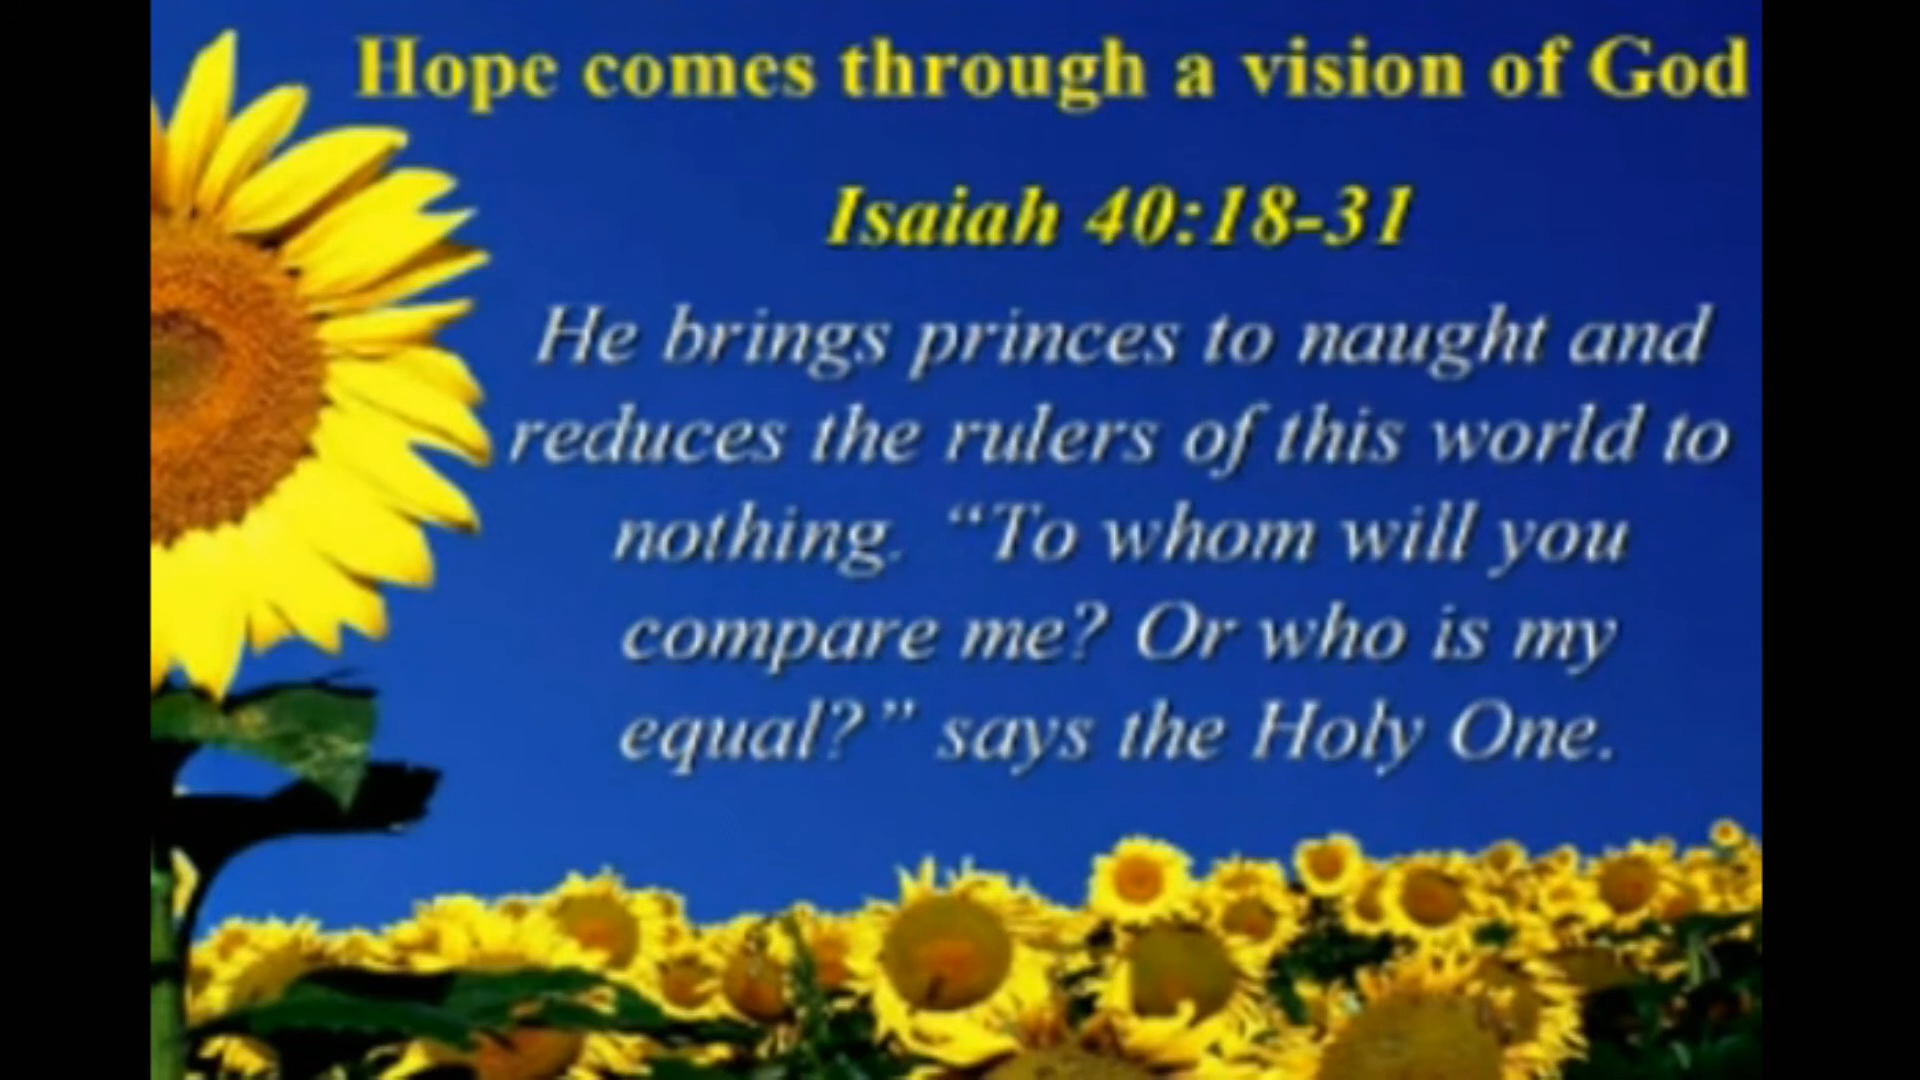 Hope comes through a vision of God
Isaiah 40:18-31
He brings princes to naught and
reduces the rulers of this world to
nothing. “To whom will you
compare me? Or who is my
equal?” says the Holy One.